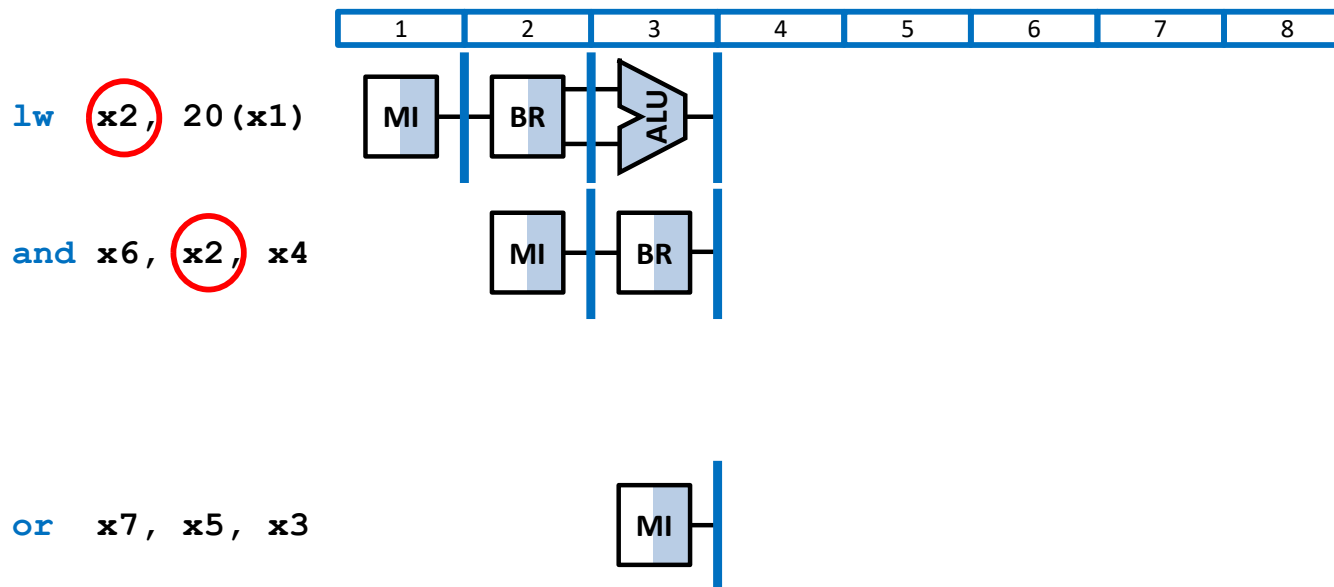 1 2 3 4 5 6 7 8
lw x2, 20(x1) MI BR ALU
and x6, x2, x4 MI BR
or x7, x5, x3 MI